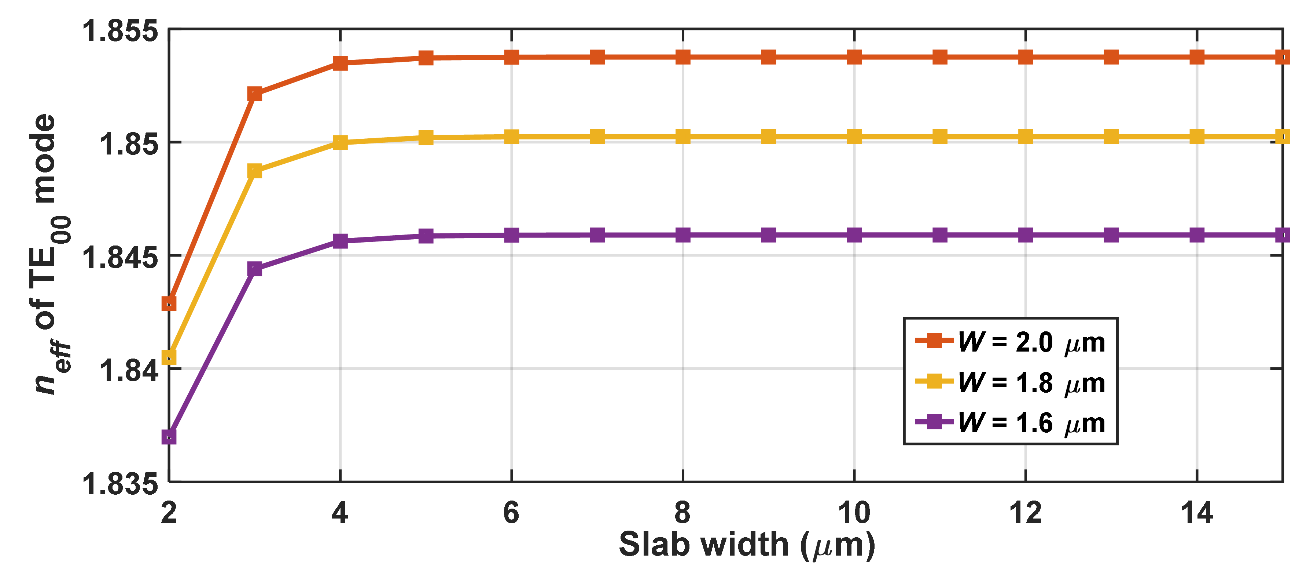 1.855
1.85
1.845
1.84
1.835
n_eff of TE_00 mode
2 4 6 8 10 12 14
Slab width (μm)
W = 2.0 μm
W = 1.8 μm
W = 1.6 μm